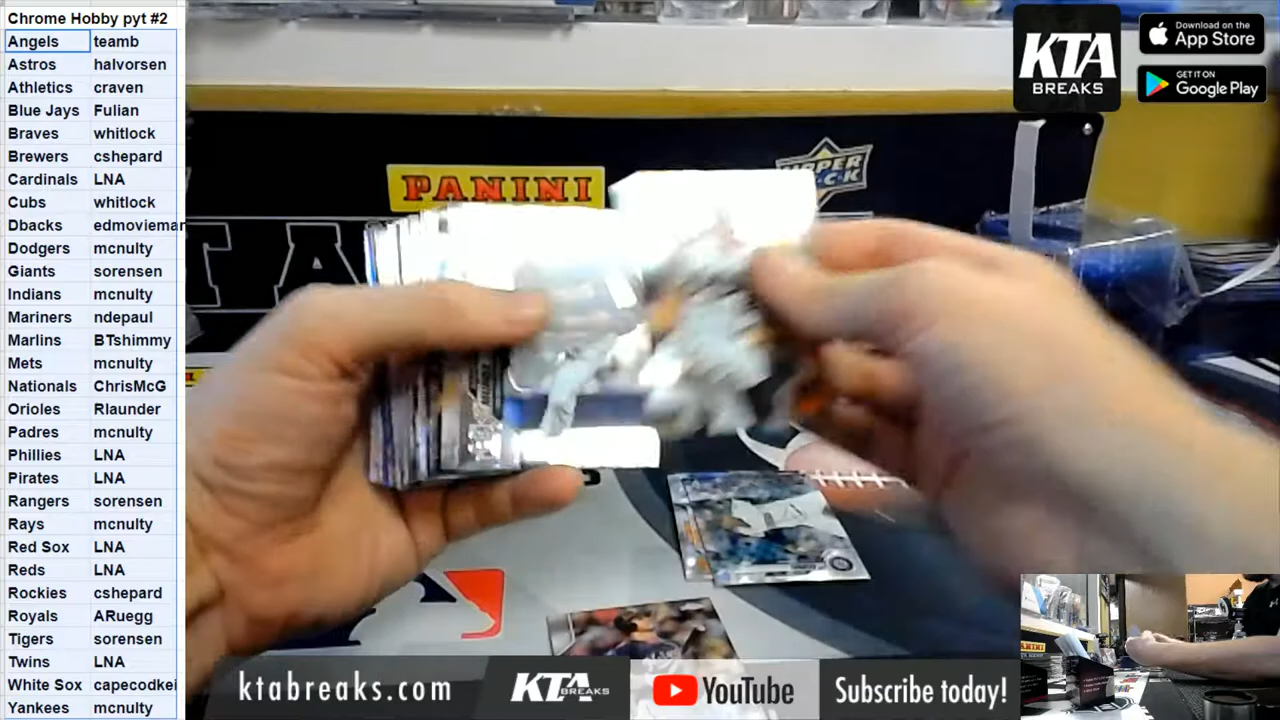 Chrome Hobby pyt #2
Angels teamb
Astros halvorsen
Athletics craven
Blue Jays Fulian
Braves whitlock
Brewers cshepard
Cardinals LNA
Cubs whitlock
Dbacks edmovieman
Dodgers mcnulty
Giants sorensen
Indians mcnulty
Mariners ndepaul
Marlins BTshimmy
Mets mcnulty
Nationals ChrisMcG
Orioles Rlaunder
Padres mcnulty
Phillies LNA
Pirates LNA
Rangers sorensen
Rays mcnulty
Red Sox LNA
Reds LNA
Rockies cshepard
Royals ARuegg
Tigers sorensen
Twins LNA
White Sox capecodkei
Yankees mcnulty
KTA
BREAKS
Download on the
App Store
GET IT ON
Google Play
PANINI
UPPER
DECK
TA
PANINI
ktabreaks.com
KTA
BREAKS
YouTube
Subscribe today!